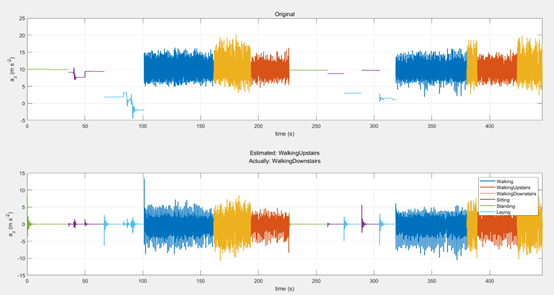 Original
25
20
15
10
5
0
-5
a_z (m s^-2)
0 50 100 150 200 250 300 350 400
time (s)
Estimated: WalkingUpstairs
Actually: WalkingDownstairs
15
10
5
0
-5
-10
-15
a_z (m s^-2)
Walking
WalkingUpstairs
WalkingDownstairs
Sitting
Standing
Laying
0 50 100 150 200 250 300 350 400
time (s)